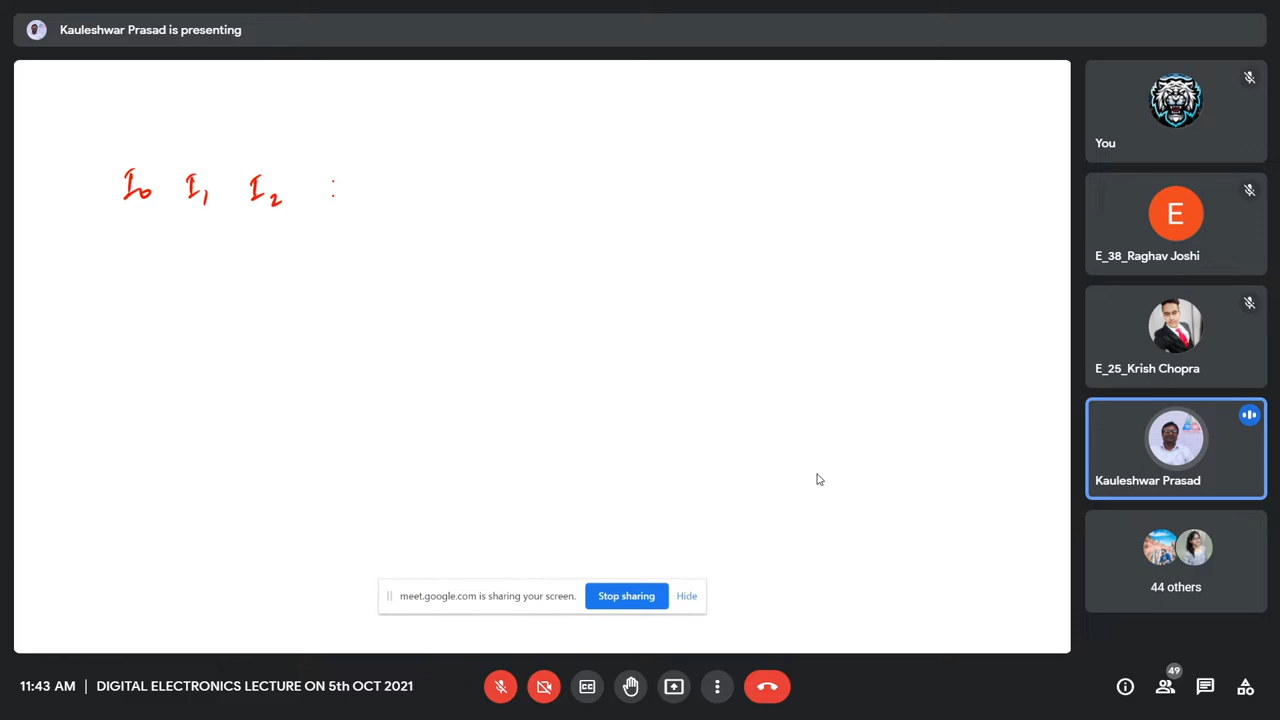 Kauleshwar Prasad is presenting
I0 I1 I2 :
You
E
E_38_Raghav Joshi
E_25_Krish Chopra
Kauleshwar Prasad
44 others
meet.google.com is sharing your screen. Stop sharing Hide
11:43 AM | DIGITAL ELECTRONICS LECTURE ON 5th OCT 2021
49